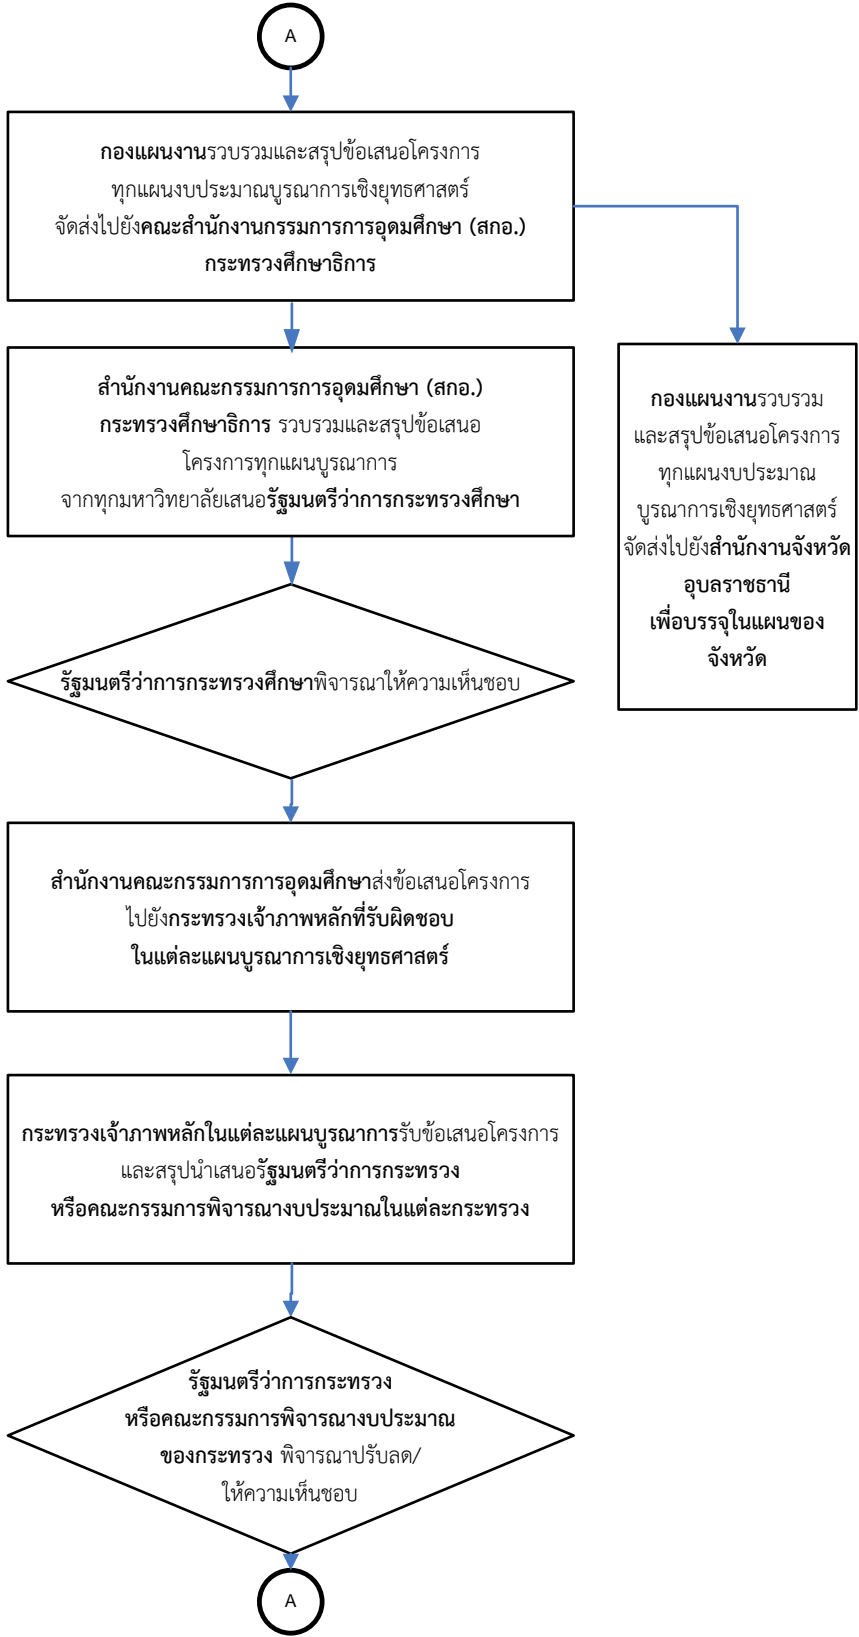 A
กองแผนงานรวบรวมและสรุปข้อเสนอโครงการ
ทุกแผนงบประมาณบูรณาการเชิงยุทธศาสตร์
จัดส่งไปยังคณะสำนักงานกรรมการการอุดมศึกษา (สกอ.)
กระทรวงศึกษาธิการ
สำนักงานคณะกรรมการการอุดมศึกษา (สกอ.)
กระทรวงศึกษาธิการ รวบรวมและสรุปข้อเสนอ
โครงการทุกแผนบูรณาการ
จากทุกมหาวิทยาลัยเสนอรัฐมนตรีว่าการกระทรวงศึกษา
กองแผนงานรวบรวม
และสรุปข้อเสนอโครงการ
ทุกแผนงบประมาณ
บูรณาการเชิงยุทธศาสตร์
จัดส่งไปยังสำนักงานจังหวัด
อุบลราชธานี
เพื่อบรรจุในแผนของ
จังหวัด
รัฐมนตรีว่าการกระทรวงศึกษาพิจารณาให้ความเห็นชอบ
สำนักงานคณะกรรมการการอุดมศึกษาส่งข้อเสนอโครงการ
ไปยังกระทรวงเจ้าภาพหลักที่รับผิดชอบ
ในแต่ละแผนบูรณาการเชิงยุทธศาสตร์
กระทรวงเจ้าภาพหลักในแต่ละแผนบูรณาการรับข้อเสนอโครงการ
และสรุปนำเสนอรัฐมนตรีว่าการกระทรวง
หรือคณะกรรมการพิจารณางบประมาณในแต่ละกระทรวง
รัฐมนตรีว่าการกระทรวง
หรือคณะกรรมการพิจารณางบประมาณ
ของกระทรวง พิจารณาปรับลด/
ให้ความเห็นชอบ
A